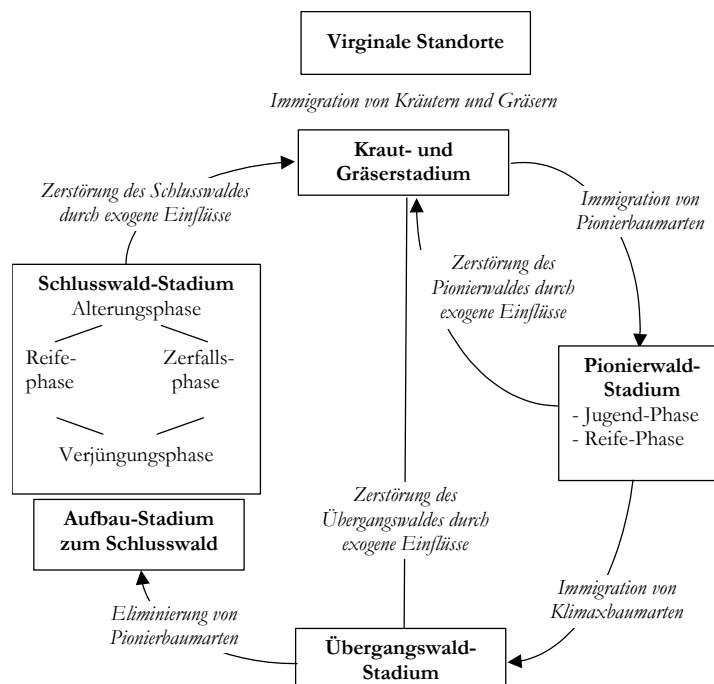 Virginale Standorte
Immigration von Kräutern und Gräsern
Kraut- und
Gräserstadium
Zerstörung des Schlusswaldes
durch exogene Einflüsse
Immigration von
Pionierbaumarten
Zerstörung des
Pionierwaldes durch
exogene Einflüsse
Schlusswald-Stadium
Alterungsphase
Reife-
phase
Zerfalls-
phase
Verjüngungsphase
Pionierwald-
Stadium
- Jugend-Phase
- Reife-Phase
Aufbau-Stadium
zum Schlusswald
Zerstörung des
Übergangswaldes durch
exogene Einflüsse
Immigration von
Klimaxbaumarten
Eliminierung von
Pionierbaumarten
Übergangswald-
Stadium